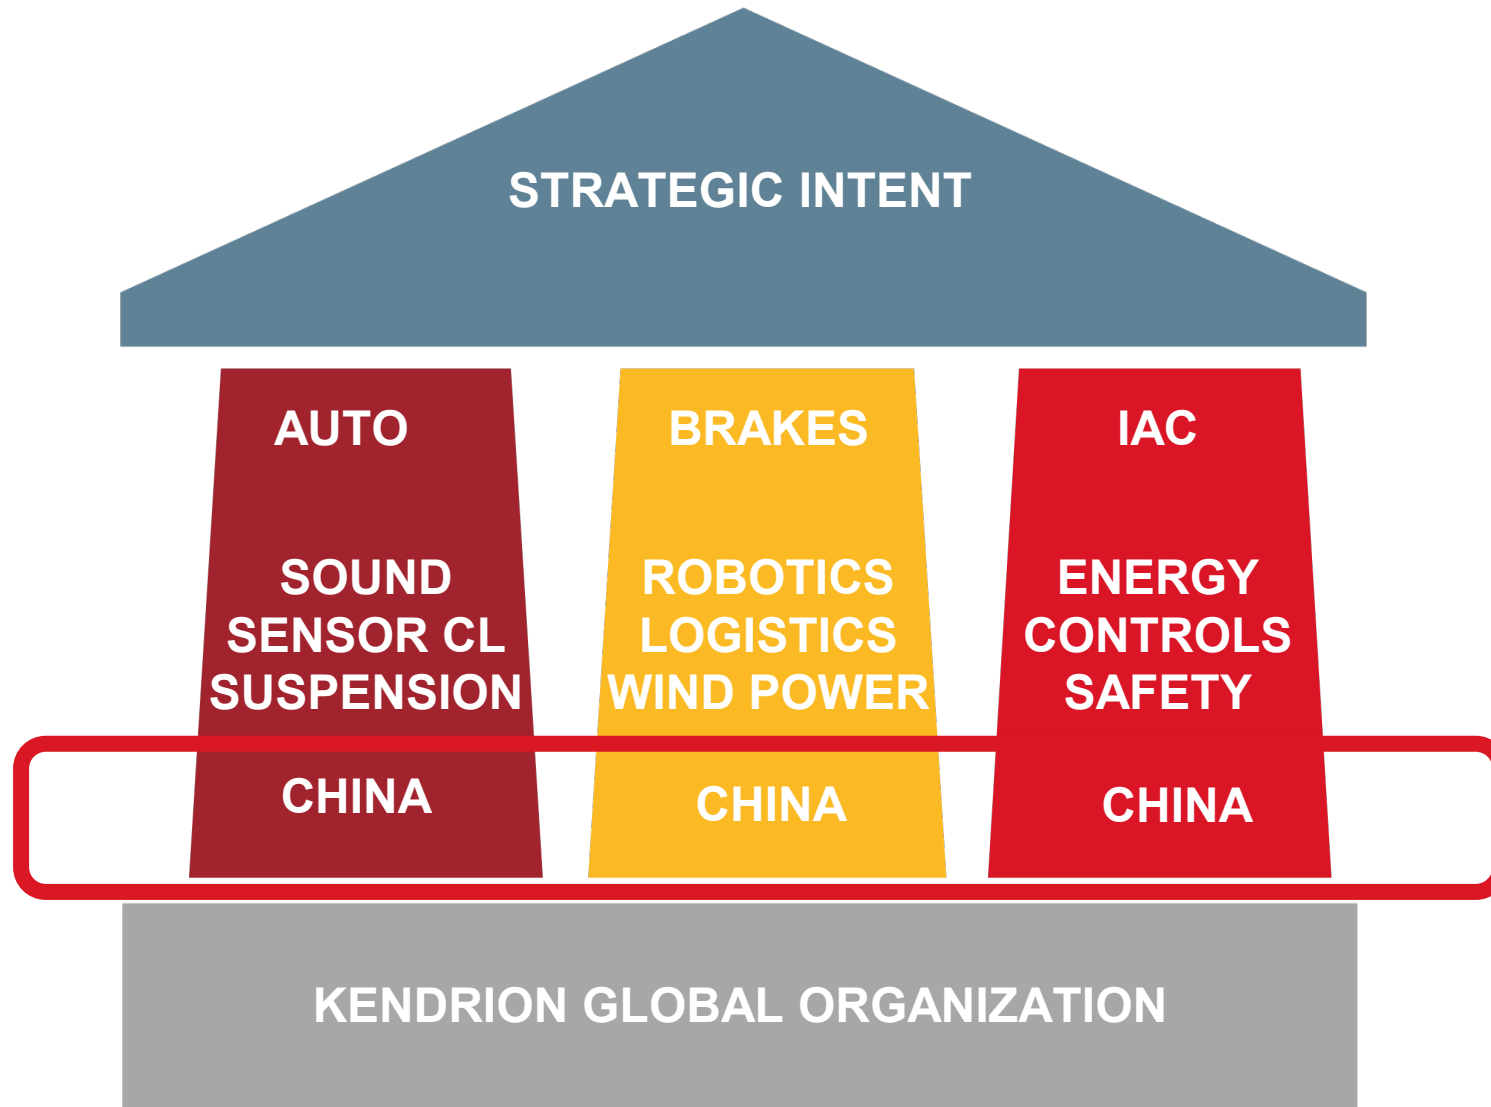 STRATEGIC INTENT
AUTO
SOUND
SENSOR CL
SUSPENSION
CHINA
BRAKES
ROBOTICS
LOGISTICS
WIND POWER
CHINA
IAC
ENERGY
CONTROLS
SAFETY
CHINA
KENDRION GLOBAL ORGANIZATION